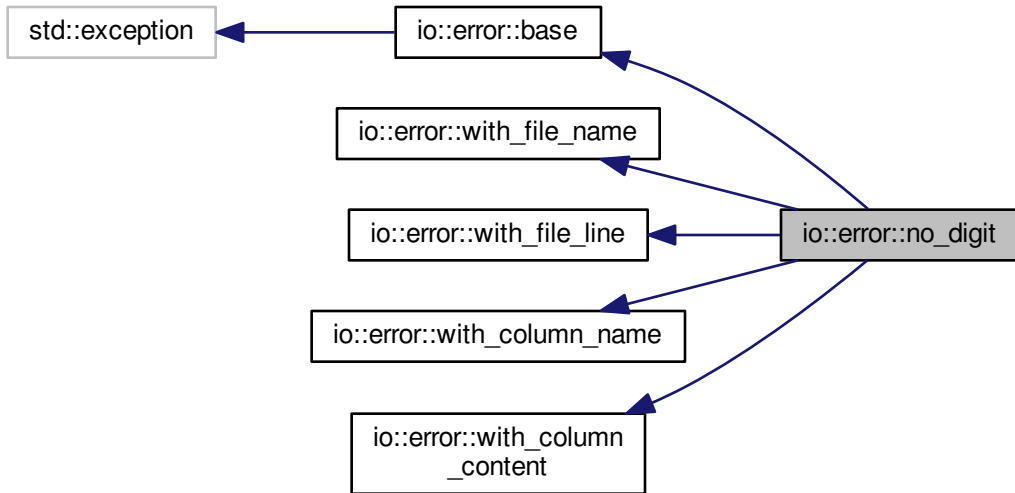 std::exception
io::error::base
io::error::with_file_name
io::error::with_file_line
io::error::no_digit
io::error::with_column_name
io::error::with_column
_content